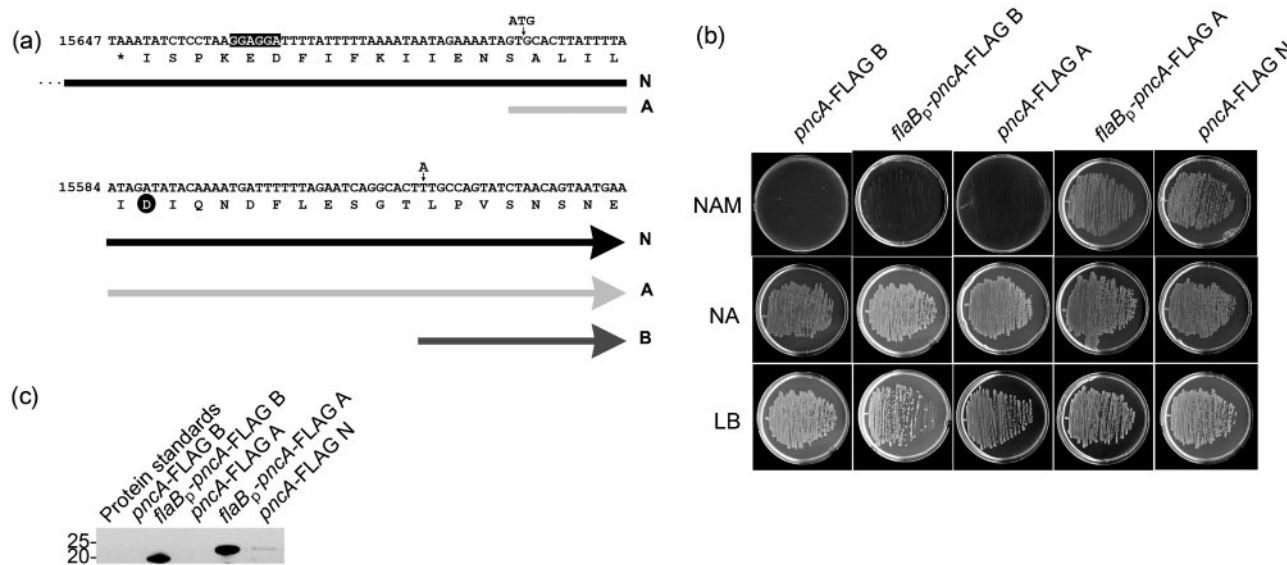 (a)
ATG
15647 TAAATATCTCCTAAGGAGGATTTTATTTTTAAAATAATAGAAAATAGTGCACTTATTTTA
* I S P K E D F I F K I I E N S A L I L
... N
A
A
15584 ATAGATATACAAAATGATTTTTTAGAATCAGGCACTTTGCCAGTATCTAACAGTAATGAA
I D I Q N D F L E S G T L P V S N S N E
N
A
B
(b)
pncA-FLAG B
flaBp-pncA-FLAG B
pncA-FLAG A
flaBp-pncA-FLAG A
pncA-FLAG N
NAM
NA
LB
(c)
Protein standards
pncA-FLAG B
flaBp-pncA-FLAG B
pncA-FLAG A
flaBp-pncA-FLAG A
pncA-FLAG N
25-
20-